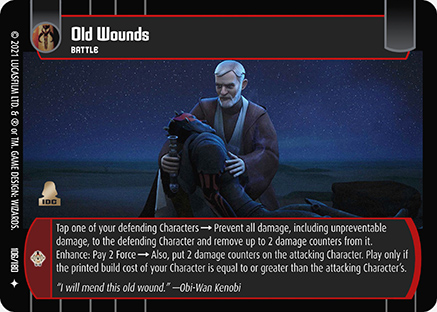 Old Wounds
BATTLE
© 2021 LUCASFILM LTD. & ® OR TM. GAME DESIGN: WIZARDS.
IDC
Tap one of your defending Characters → Prevent all damage, including unpreventable
damage, to the defending Character and remove up to 2 damage counters from it.
Enhance: Pay 2 Force → Also, put 2 damage counters on the attacking Character. Play only if
the printed build cost of your Character is equal to or greater than the attacking Character's.
"I will mend this old wound." —Obi-Wan Kenobi